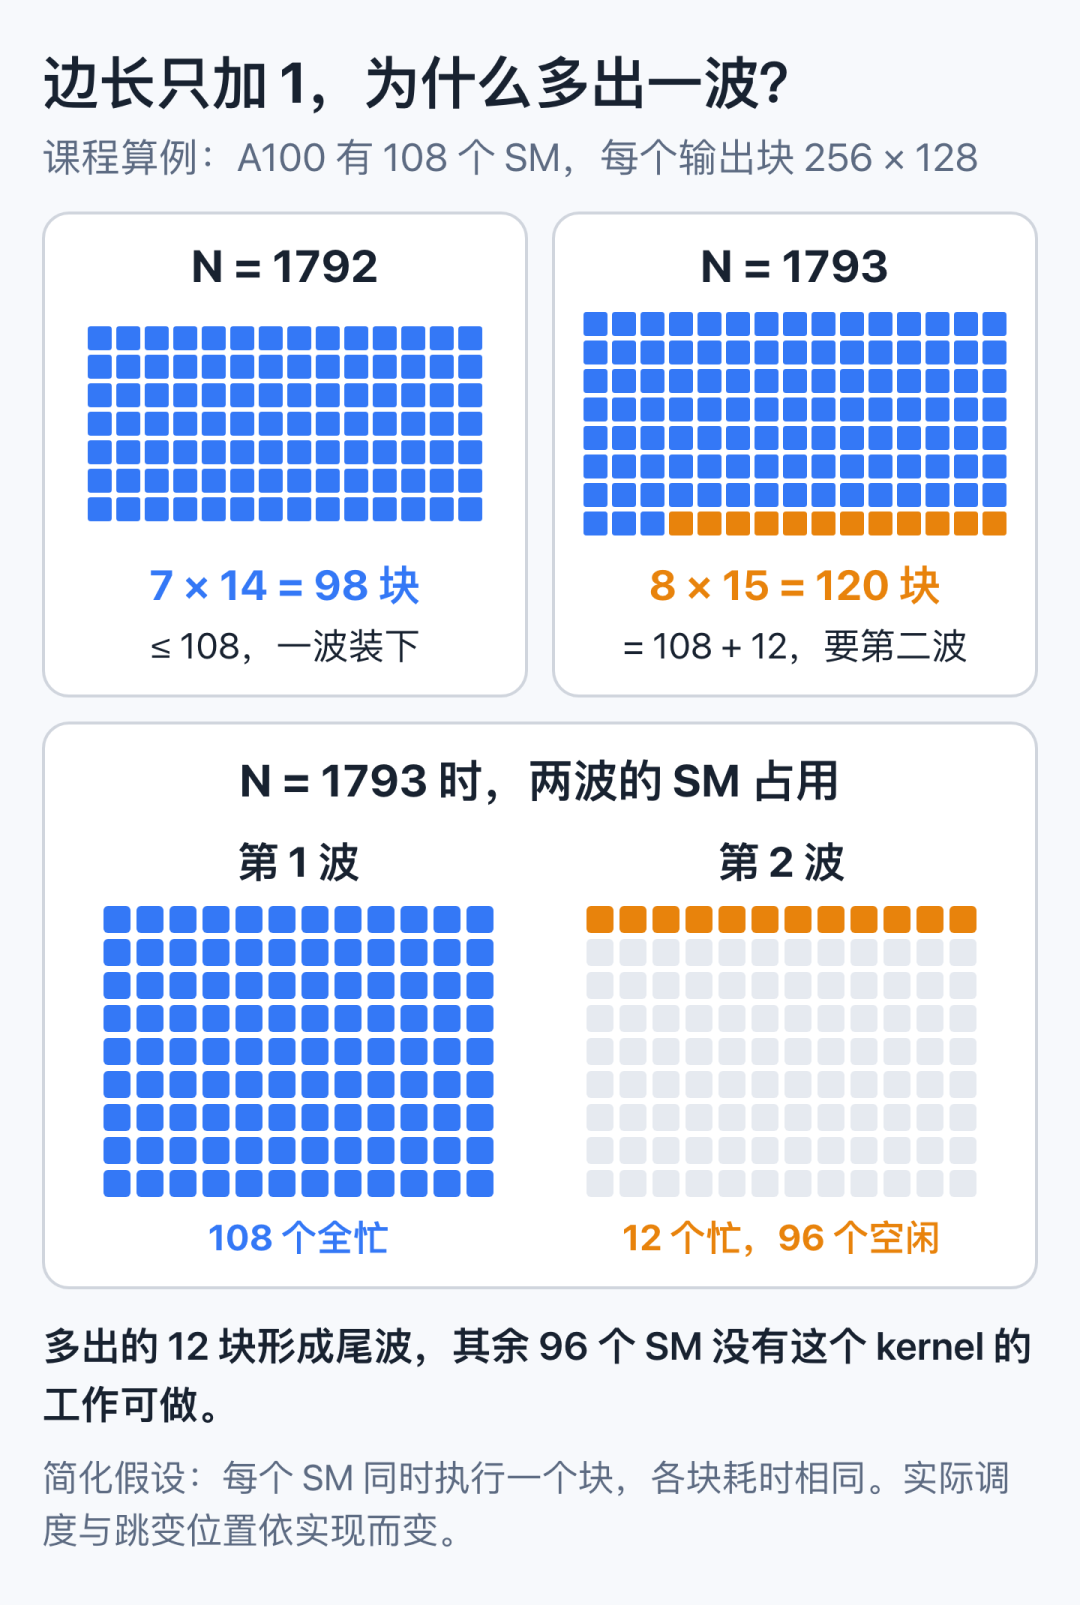 边长只加 1，为什么多出一波?
课程算例：A100 有 108 个 SM，每个输出块 256 × 128
N = 1792
7 × 14 = 98 块
≤ 108，一波装下
N = 1793
8 × 15 = 120 块
= 108 + 12，要第二波
N = 1793 时，两波的 SM 占用
第 1 波
108 个全忙
第 2 波
12 个忙，96 个空闲
多出的 12 块形成尾波，其余 96 个 SM 没有这个 kernel 的
工作可做。
简化假设：每个 SM 同时执行一个块，各块耗时相同。实际调
度与跳变位置依实现而变。